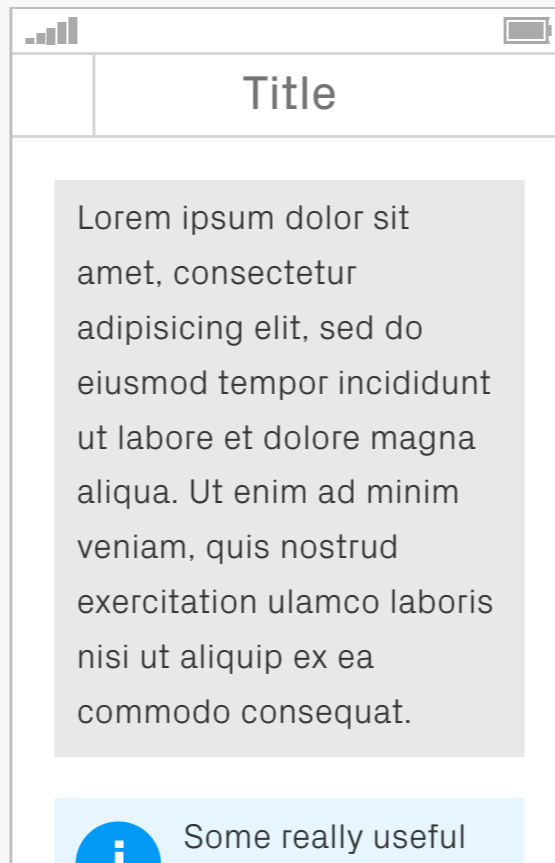 Title
Lorem ipsum dolor sit
amet, consectetur
adipisicing elit, sed do
eiusmod tempor incididunt
ut labore et dolore magna
aliqua. Ut enim ad minim
veniam, quis nostrud
exercitation ulamco laboris
nisi ut aliquip ex ea
commodo consequat.
i Some really useful